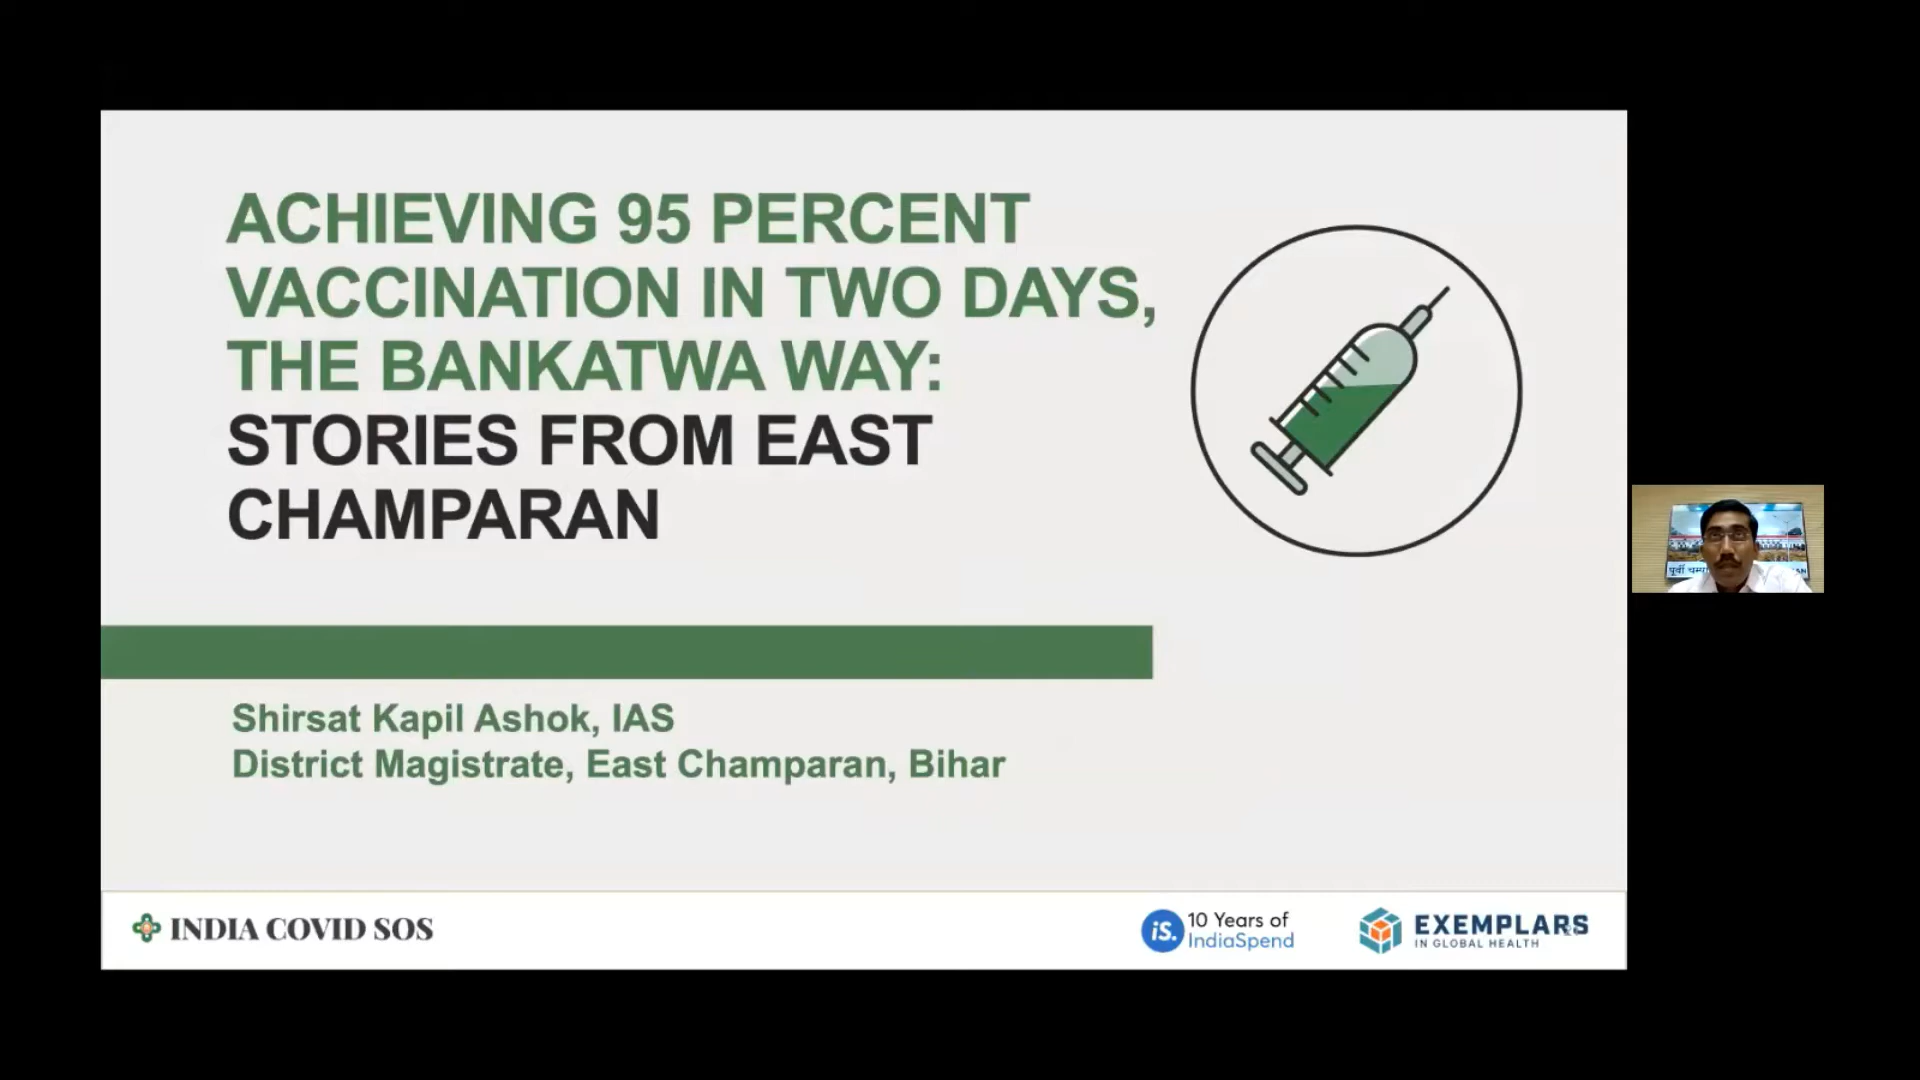 ACHIEVING 95 PERCENT
VACCINATION IN TWO DAYS,
THE BANKATWA WAY:
STORIES FROM EAST
CHAMPARAN
Shirsat Kapil Ashok, IAS
District Magistrate, East Champaran, Bihar
INDIA COVID SOS
iS.
10 Years of
IndiaSpend
EXEMPLARS
IN GLOBAL HEALTH
पूर्वी